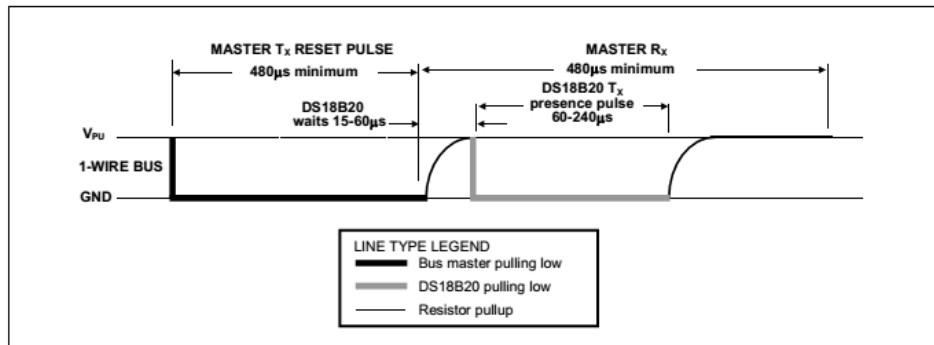 MASTER TX RESET PULSE
480μs minimum
MASTER RX
480μs minimum
DS18B20
waits 15-60μs
DS18B20 TX
presence pulse
60-240μs
VPU
1-WIRE BUS
GND
LINE TYPE LEGEND
Bus master pulling low
DS18B20 pulling low
Resistor pullup